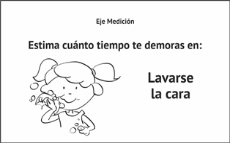 Eje Medición
Estima cuánto tiempo te demoras en:
Lavarse
la cara